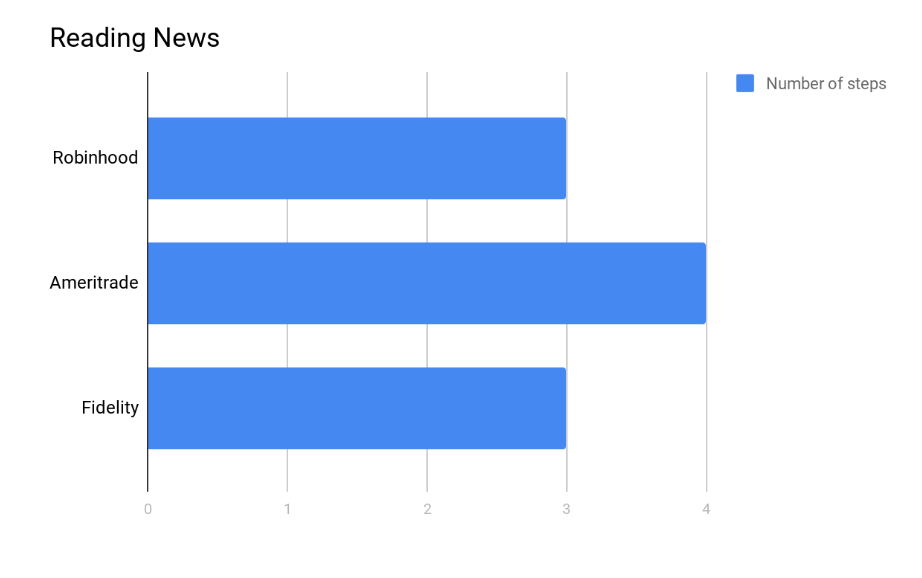 Reading News
Number of steps
Robinhood
Ameritrade
Fidelity
0 1 2 3 4